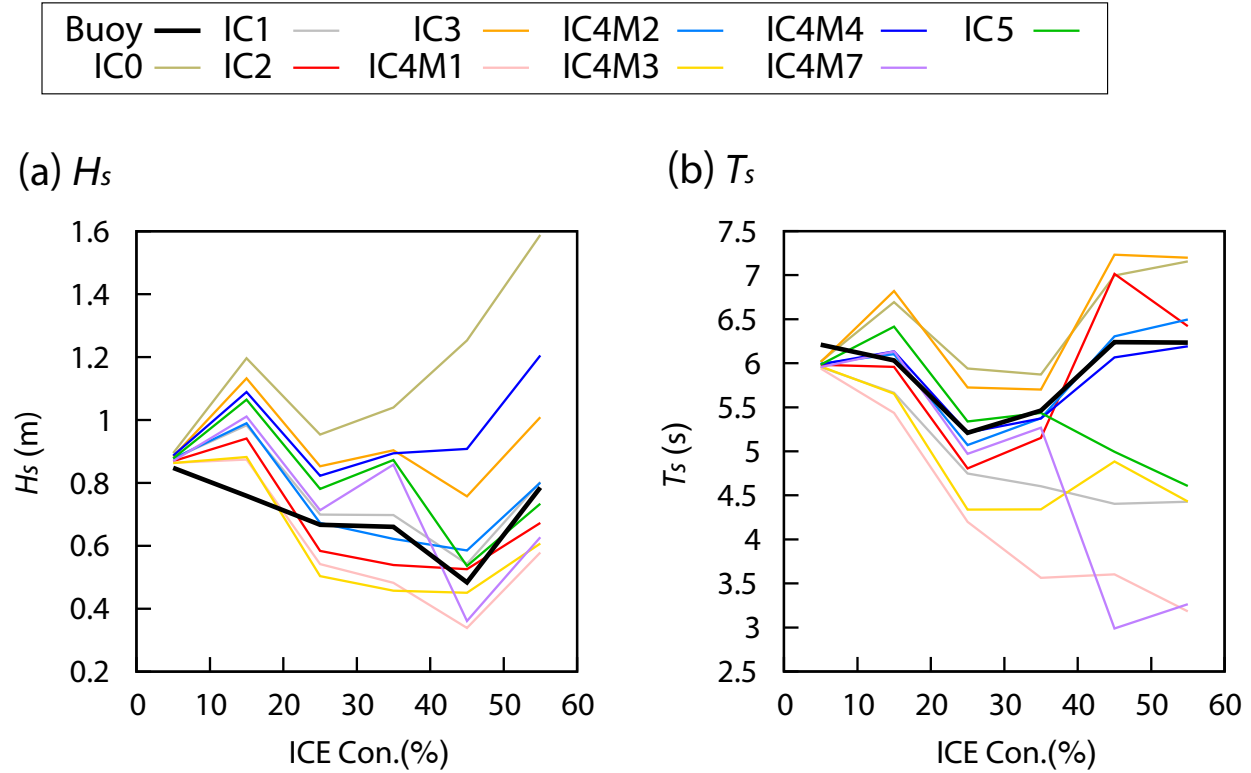 Buoy IC1 IC3 IC4M2 IC4M4 IC5
IC0 IC2 IC4M1 IC4M3 IC4M7
(a) Hs
(b) Ts
1.6
1.4
1.2
1
0.8
0.6
0.4
0.2
Hs (m)
0 10 20 30 40 50 60
ICE Con.(%)
7.5
7
6.5
6
5.5
5
4.5
4
3.5
3
2.5
Ts (s)
0 10 20 30 40 50 60
ICE Con.(%)